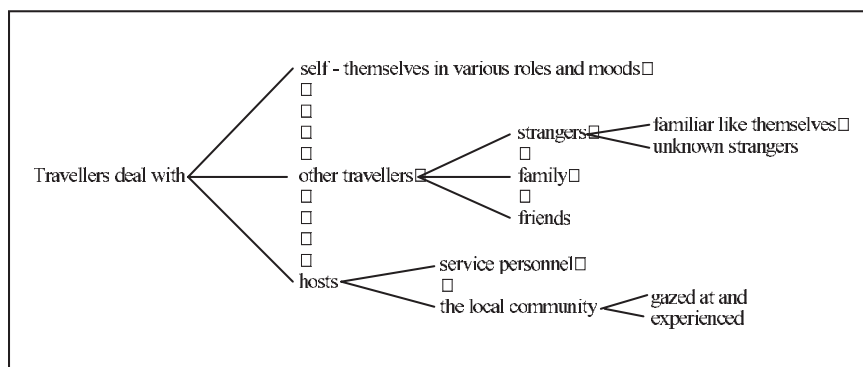 self - themselves in various roles and moods□
□
□
□
□
strangers□
familiar like themselves□
unknown strangers
□
Travellers deal with
other travellers□
family□
□
□
friends
□
□
□
hosts
service personnel□
□
the local community
gazed at and
experienced